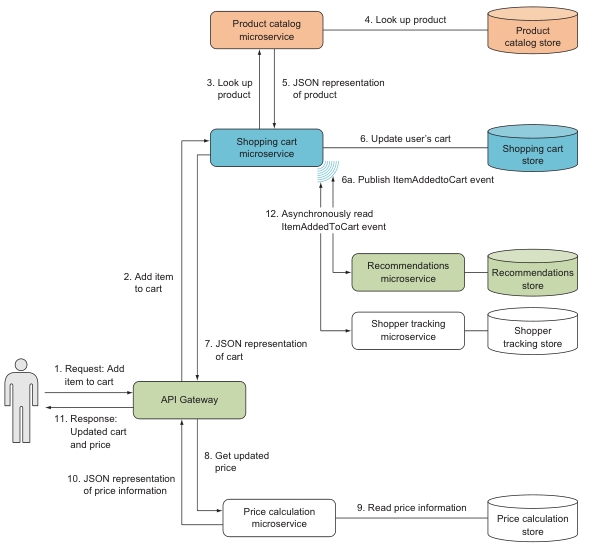 Product catalog
microservice
4. Look up product
Product
catalog store
3. Look up
product
5. JSON representation
of product
Shopping cart
microservice
6. Update user's cart
Shopping cart
store
6a. Publish ItemAddedtoCart event
12. Asynchronously read
ItemAddedToCart event
2. Add item
to cart
Recommendations
microservice
Recommendations
store
Shopper tracking
microservice
Shopper
tracking store
7. JSON representation
of cart
1. Request: Add
item to cart
API Gateway
11. Response:
Updated cart
and price
8. Get updated
price
10. JSON representation
of price information
Price calculation
microservice
9. Read price information
Price calculation
store